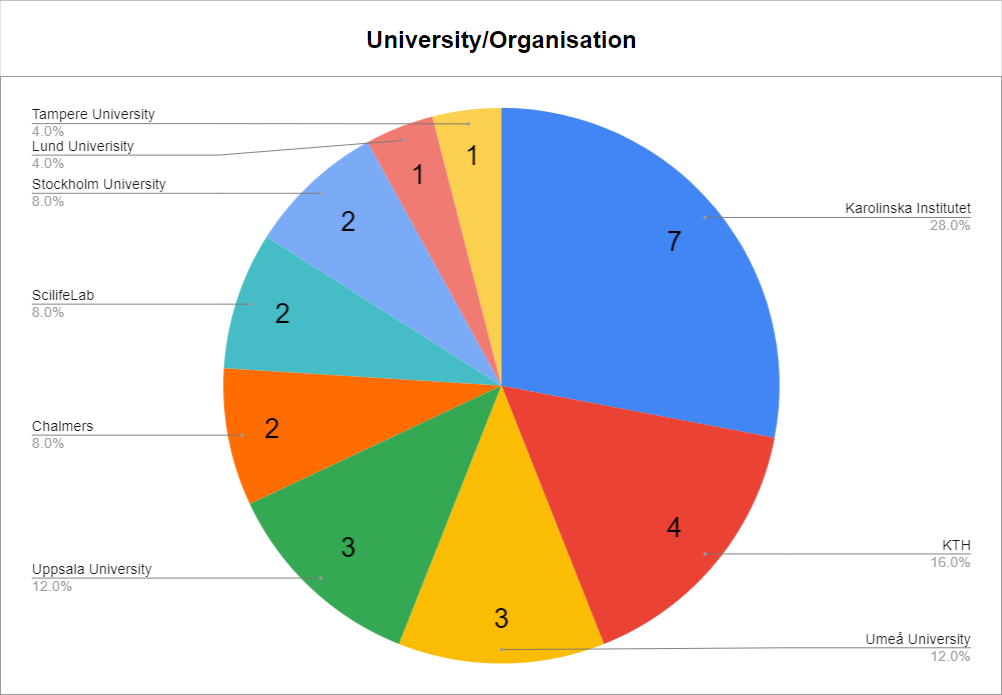 University/Organisation
Tampere University
4.0%
Lund Univerisity
4.0%
Stockholm University
8.0%
ScilifeLab
8.0%
Chalmers
8.0%
Uppsala University
12.0%
Karolinska Institutet
28.0%
KTH
16.0%
Umeå University
12.0%
1
1
2
2
2
3
3
4
7